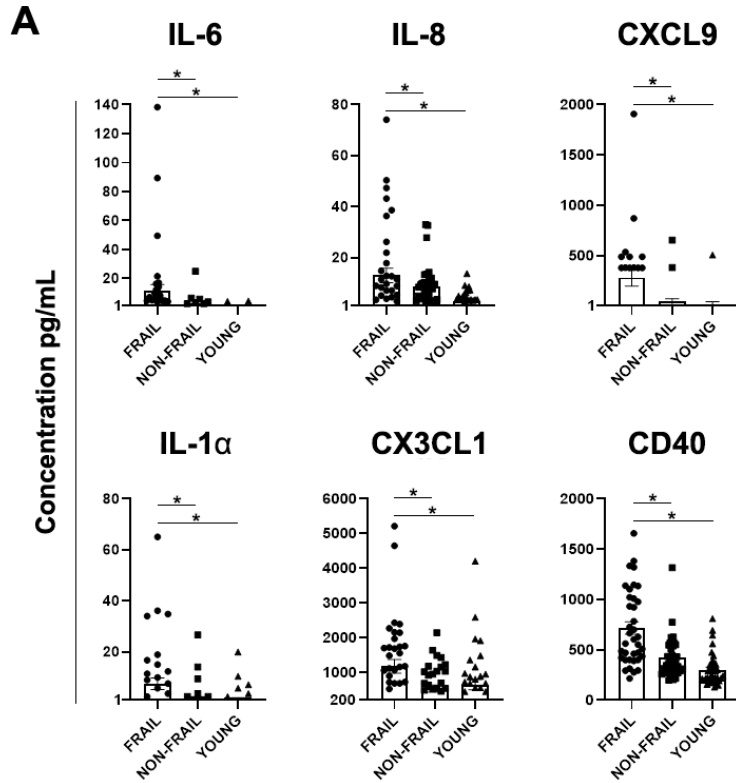 A
IL-6
IL-8
CXCL9
Concentration pg/mL
140
120
100
80
60
40
20
1
*
*
FRAIL
NON-FRAIL
YOUNG
80
60
40
20
1
*
*
FRAIL
NON-FRAIL
YOUNG
2000
1500
1000
500
1
*
*
FRAIL
NON-FRAIL
YOUNG
IL-1α
CX3CL1
CD40
80
60
40
20
1
*
*
FRAIL
NON-FRAIL
YOUNG
6000
5000
4000
3000
2000
1000
200
*
*
FRAIL
NON-FRAIL
YOUNG
2000
1500
1000
500
0
*
*
FRAIL
NON-FRAIL
YOUNG